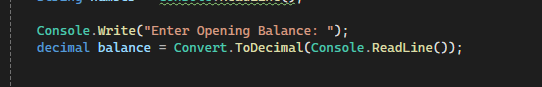 Console.Write("Enter Opening Balance: ");
decimal balance = Convert.ToDecimal(Console.ReadLine());